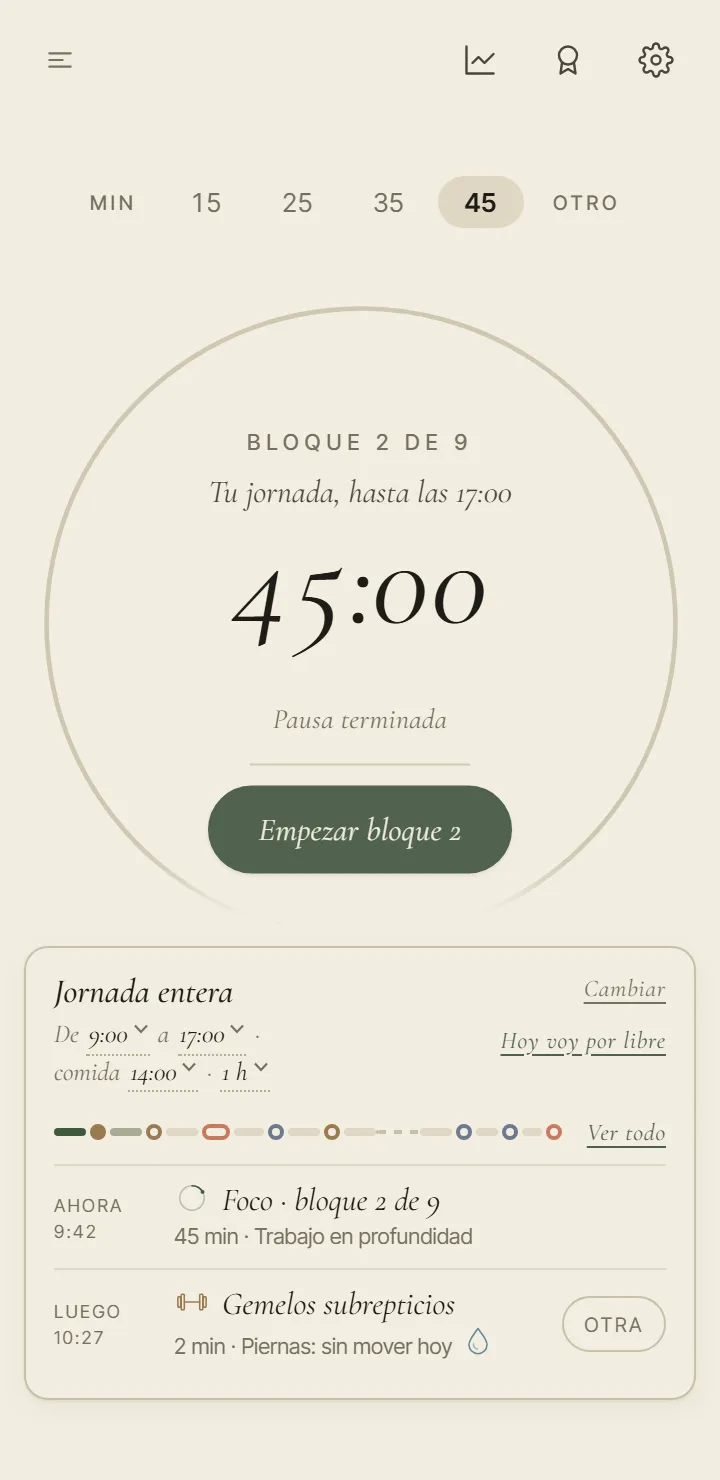 MIN 15 25 35 45 OTRO
BLOQUE 2 DE 9
Tu jornada, hasta las 17:00
45:00
Pausa terminada
Empezar bloque 2
Jornada entera
Cambiar
De 9:00 a 17:00 ·
Hoy voy por libre
comida 14:00 · 1 h
Ver todo
AHORA
9:42
Foco · bloque 2 de 9
45 min · Trabajo en profundidad
LUEGO
10:27
Gemelos subrepticios
2 min · Piernas: sin mover hoy
OTRA